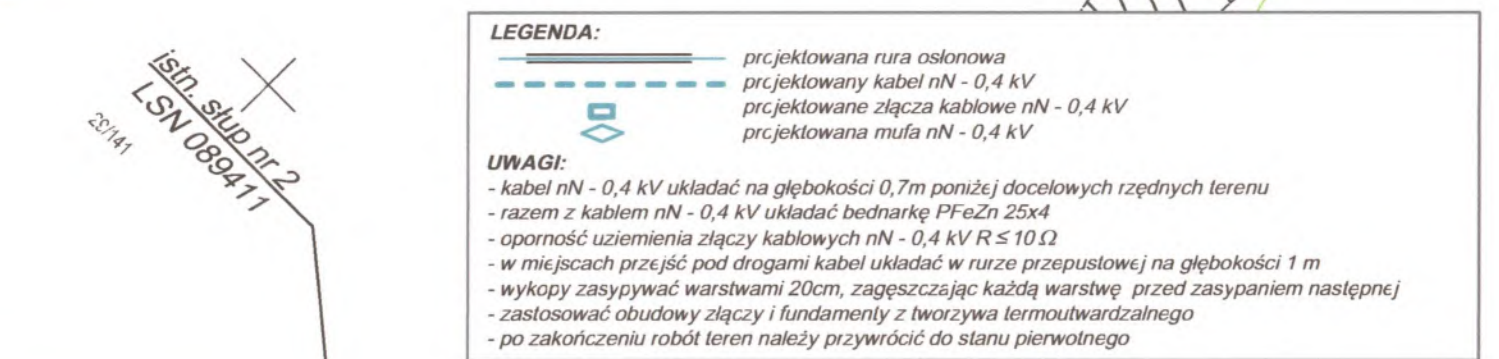 istn. słup nr 2
LSN 089411
LEGENDA:
projektowana rura osłonowa
projektowany kabel nN - 0,4 kV
projektowane złącza kablowe nN - 0,4 kV
projektowana mufa nN - 0,4 kV
UWAGI:
- kabel nN - 0,4 kV układać na głębokości 0,7m poniżej docelowych rzędnych terenu
- razem z kablem nN - 0,4 kV układać bednarkę PFeZn 25x4
- oporność uziemienia złączy kablowych nN - 0,4 kV R ≤ 10 Ω
- w miejscach przejść pod drogami kabel układać w rurze przepustowej na głębokości 1 m
- wykopy zasypywać warstwami 20cm, zagęszczając każdą warstwę przed zasypaniem następnej
- zastosować obudowy złączy i fundamenty z tworzywa termoutwardzalnego
- po zakończeniu robót teren należy przywrócić do stanu pierwotnego